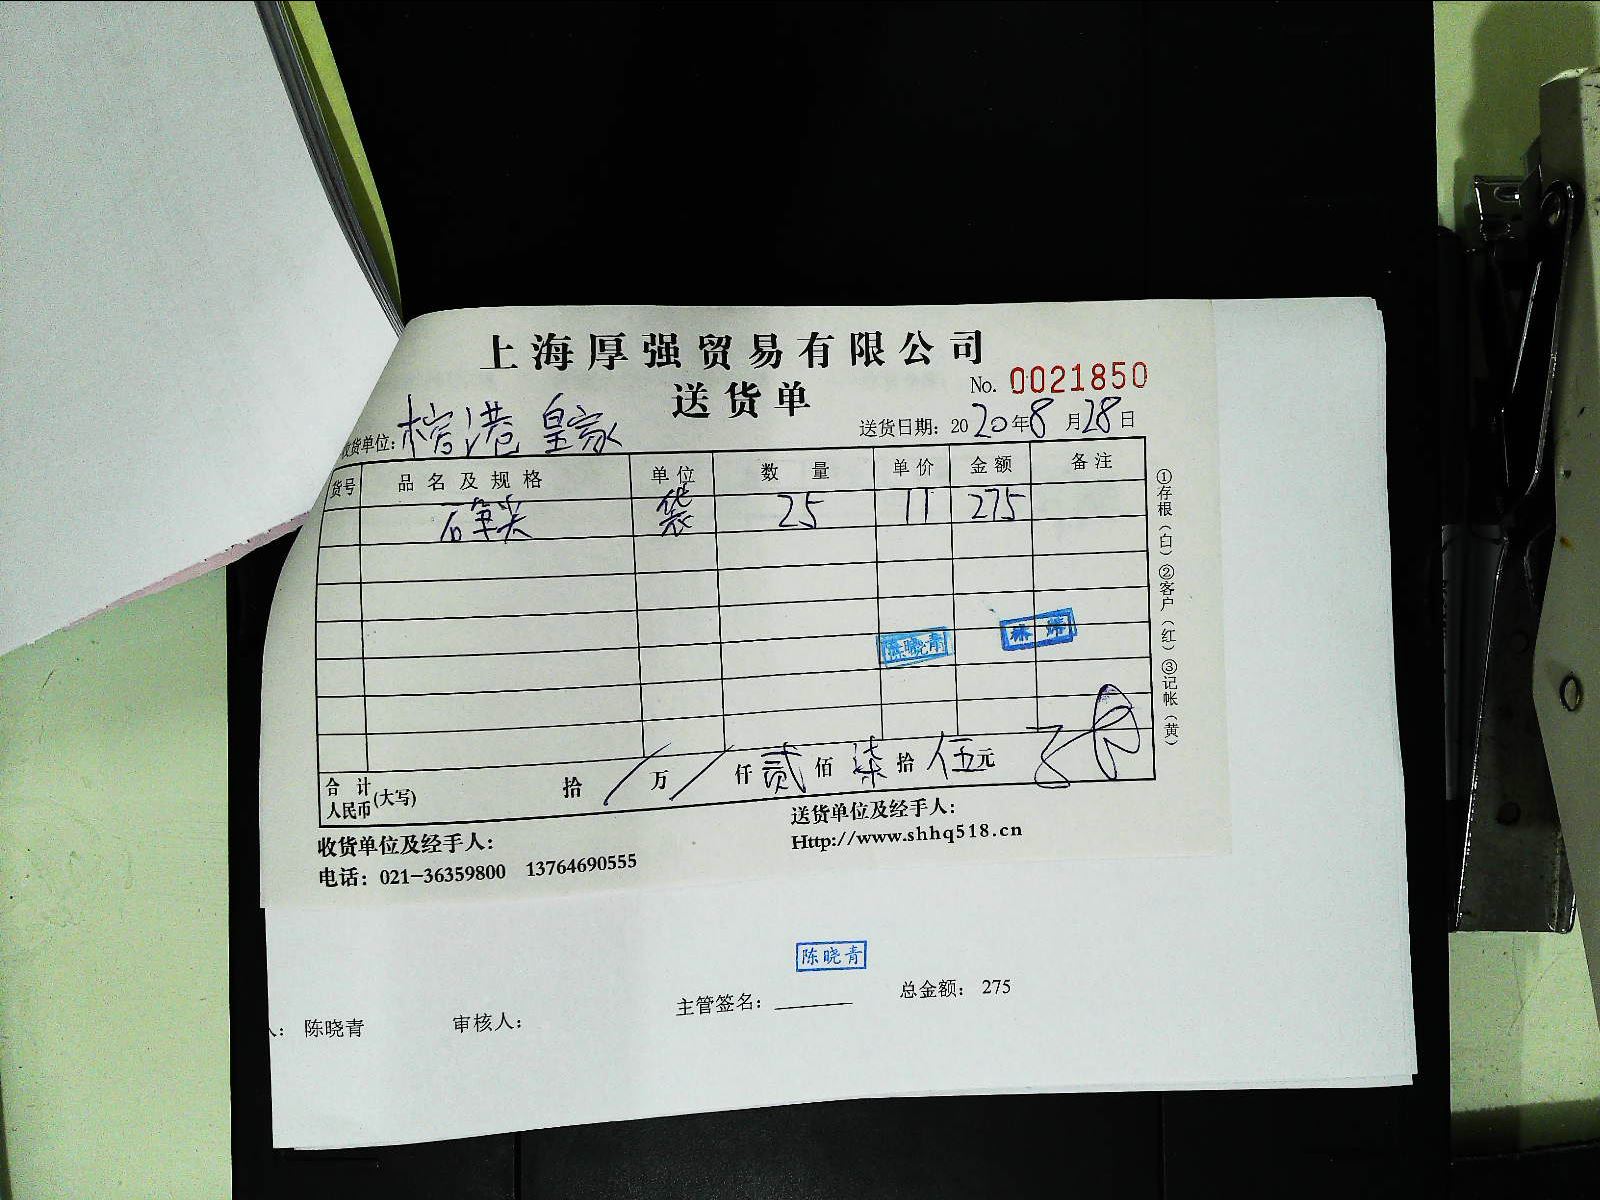 上海厚强贸易有限公司
送货单
No. 0021850
收货单位： 港 皇家
送货日期：2020年8月28日
货号 品名及规格 单位 数量 单价 金额 备注
袋 25 11 275
陈晓青
合计人民币(大写) 拾 / 万 / 仟 贰 佰 柒 拾 伍 元
收货单位及经手人：
送货单位及经手人：
电话：021-36359800 13764690555
Http://www.shhq518.cn
①存根（白）②客户（红）③记帐（黄）
陈晓青
人： 陈晓青 审核人： 主管签名： 总金额： 275